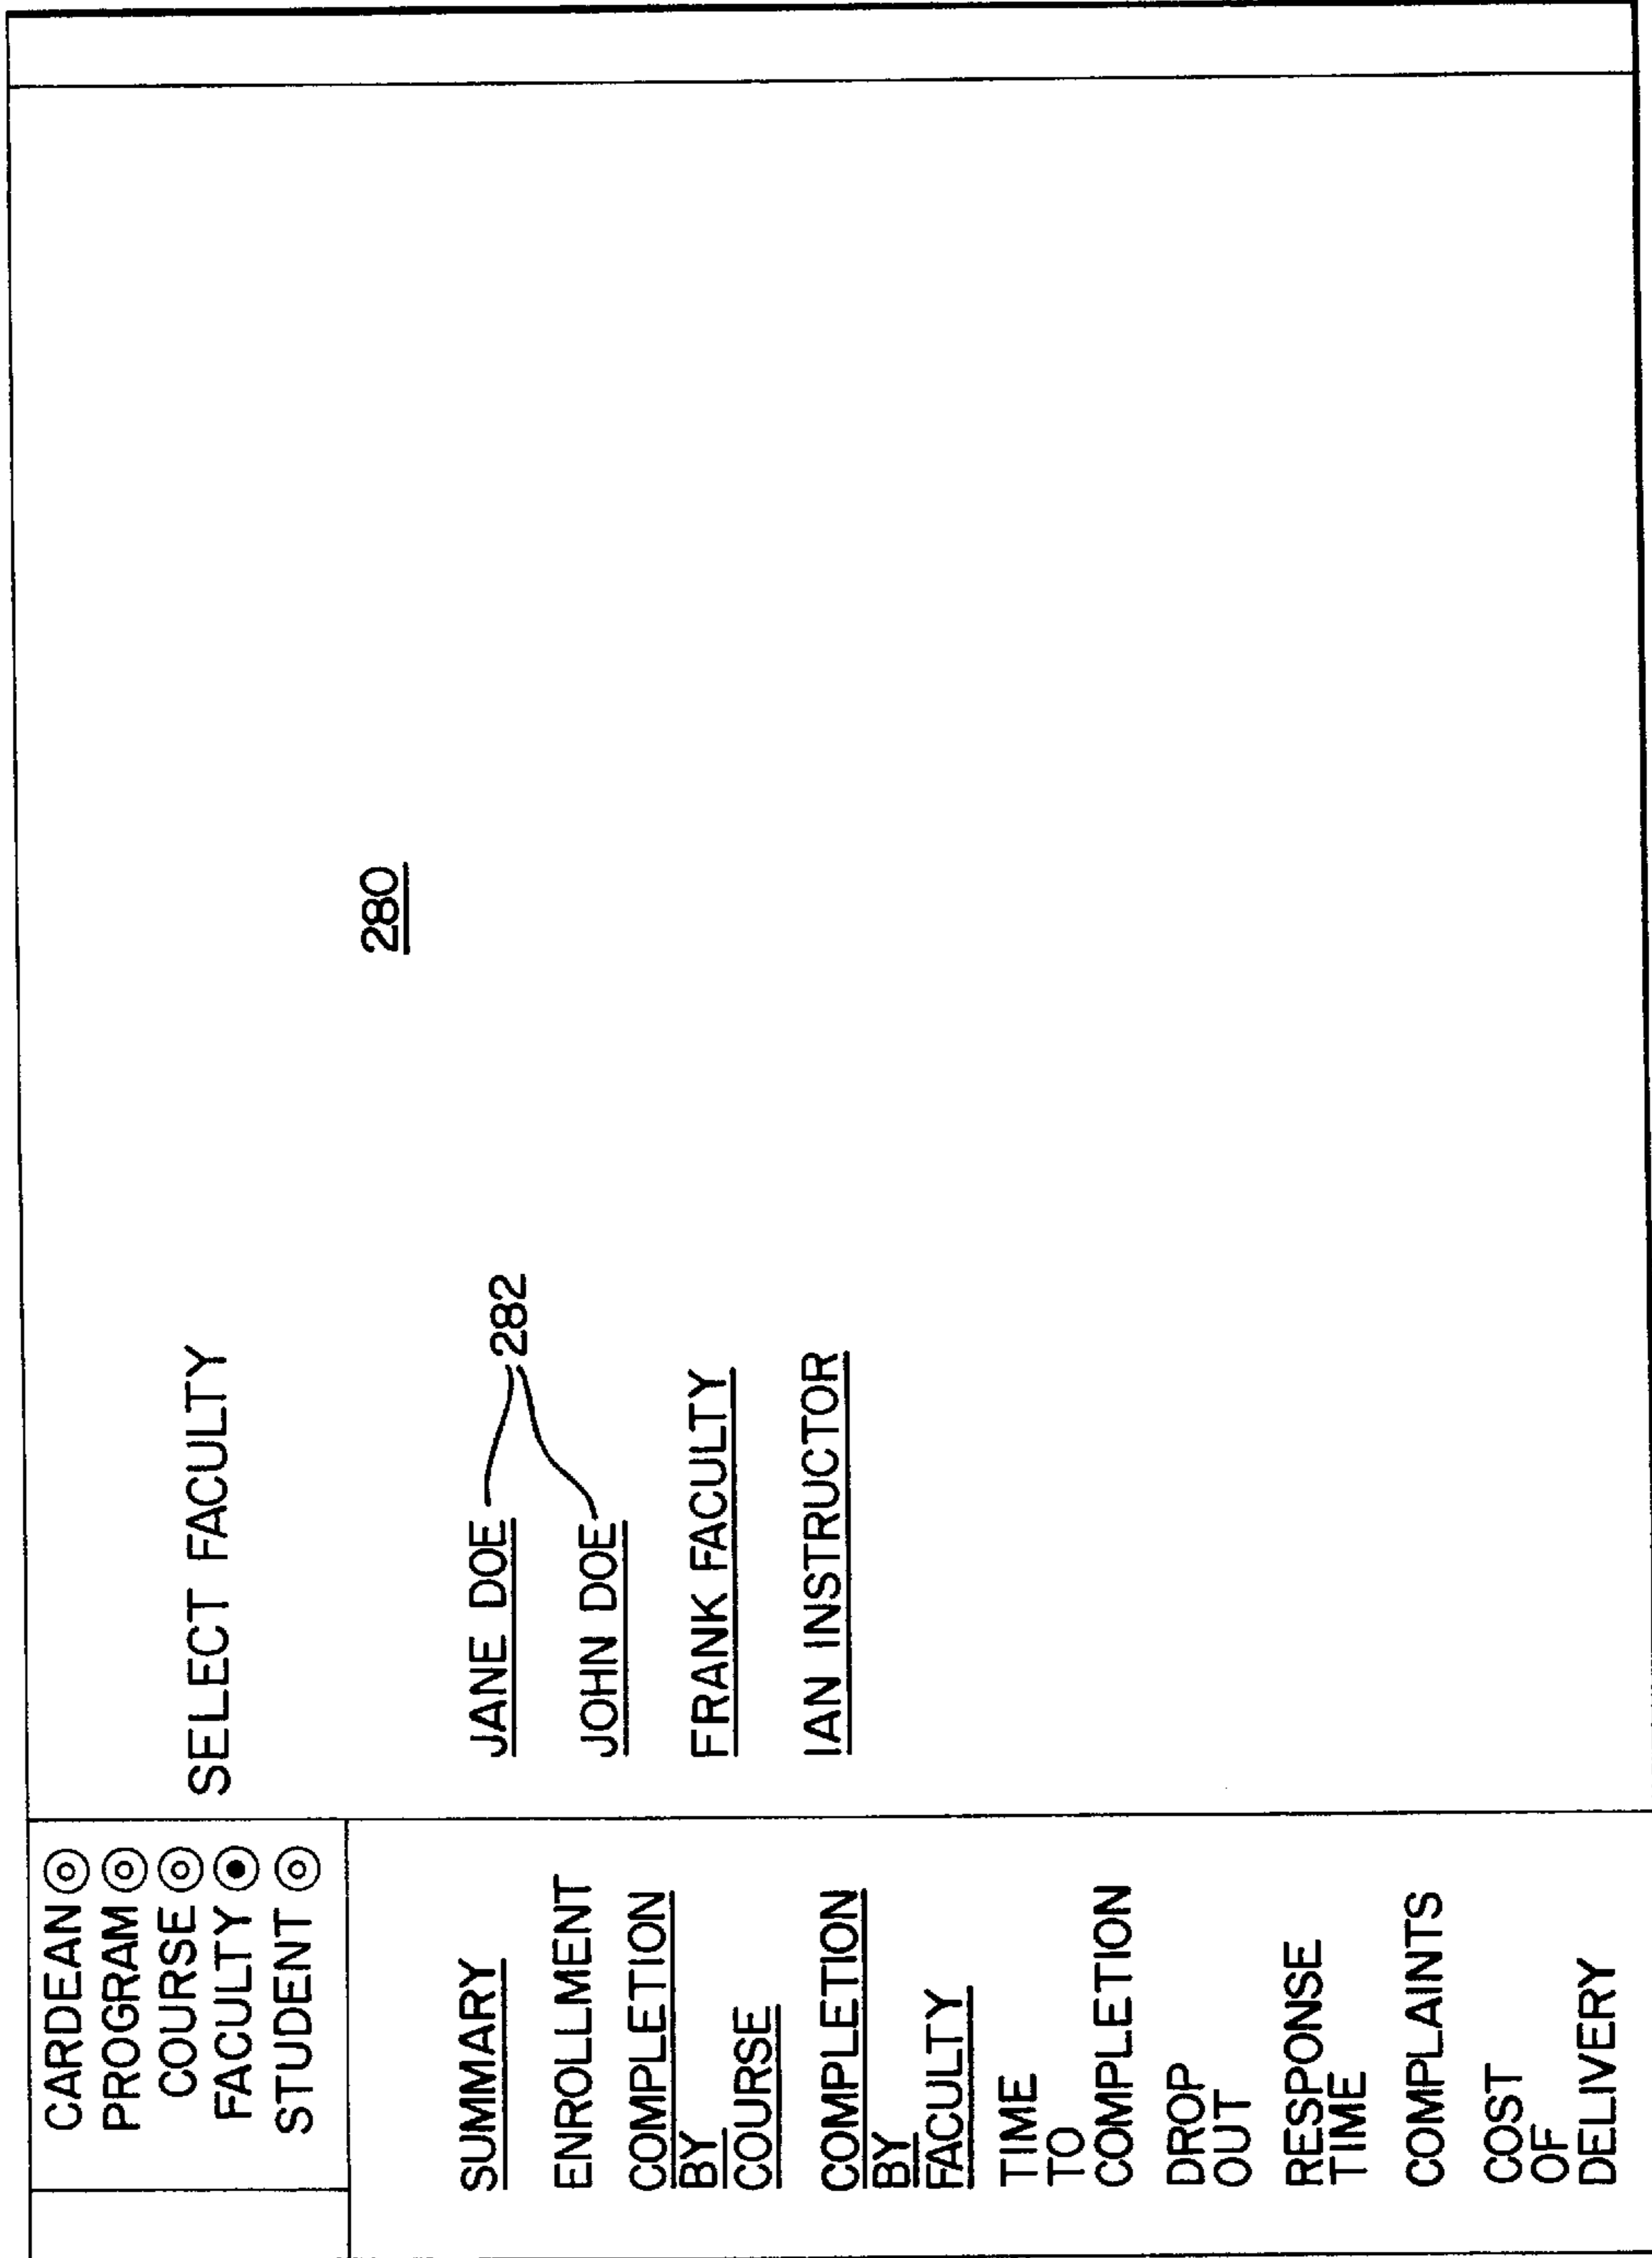 CARDEAN
PROGRAM
COURSE
FACULTY
STUDENT
SUMMARY
ENROLLMENT
COMPLETION
BY
COURSE
COMPLETION
BY
FACULTY
TIME
TO
COMPLETION
DROP
OUT
RESPONSE
TIME
COMPLAINTS
COST
OF
DELIVERY
SELECT FACULTY
280
JANE DOE
282
JOHN DOE
FRANK FACULTY
IAN INSTRUCTOR